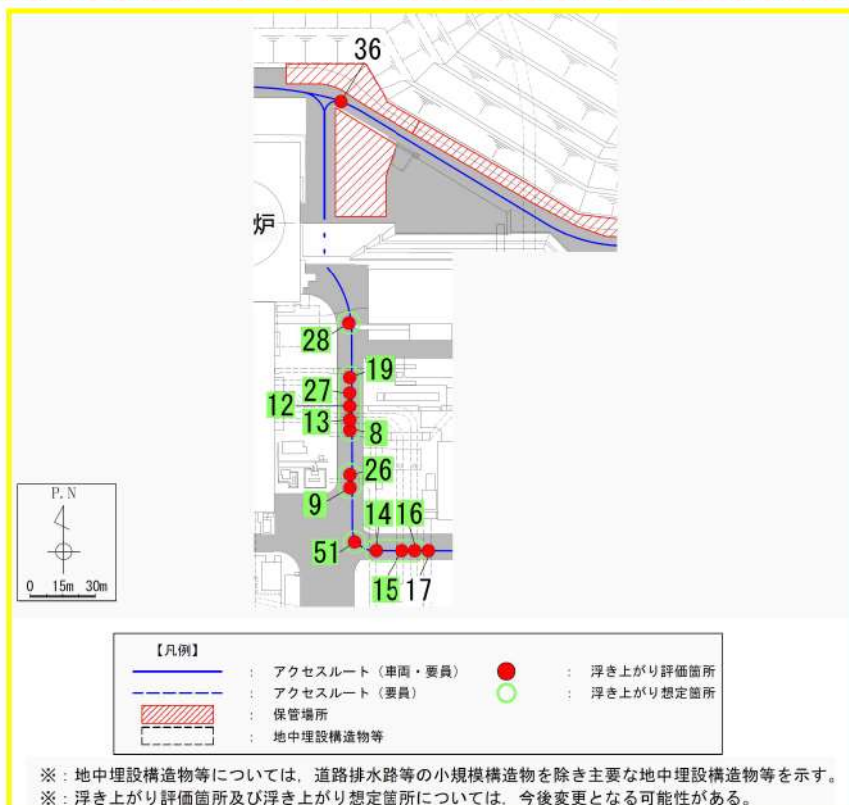 36
炉
28
19
27
12
13
8
26
9
14 16
51
15 17
P.N
0 15m 30m
【凡例】
: アクセスルート（車両・要員） : 浮き上がり評価箇所
: アクセスルート（要員） : 浮き上がり想定箇所
: 保管場所
: 地中埋設構造物等
※：地中埋設構造物等については，道路排水路等の小規模構造物を除き主要な地中埋設構造物等を示す。
※：浮き上がり評価箇所及び浮き上がり想定箇所については，今後変更となる可能性がある。